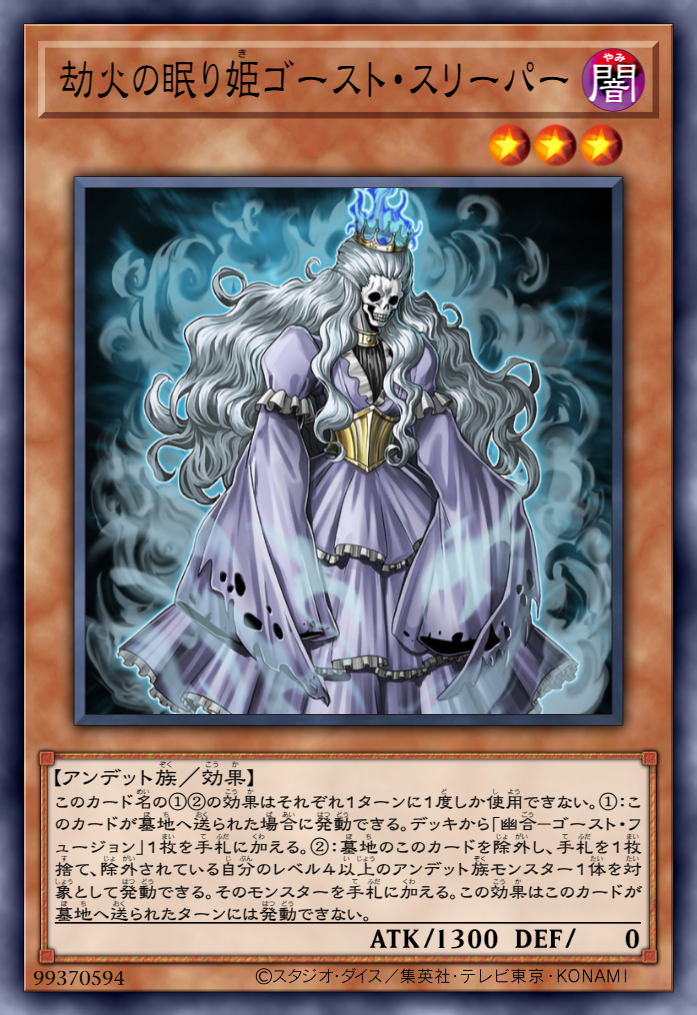 劫火の眠り姫ゴースト・スリーパー
闇
【アンデット族／効果】
このカード名の①②の効果はそれぞれ1ターンに1度しか使用できない。①：こ
のカードが墓地へ送られた場合に発動できる。デッキから「幽合－ゴースト・フ
ュージョン」1枚を手札に加える。②：墓地のこのカードを除外し、手札を1枚
捨て、除外されている自分のレベル4以上のアンデット族モンスター1体を対
象として発動できる。そのモンスターを手札に加える。この効果はこのカードが
墓地へ送られたターンには発動できない。
ATK/1300 DEF/ 0
99370594 ©スタジオ・ダイス／集英社・テレビ東京・KONAMI